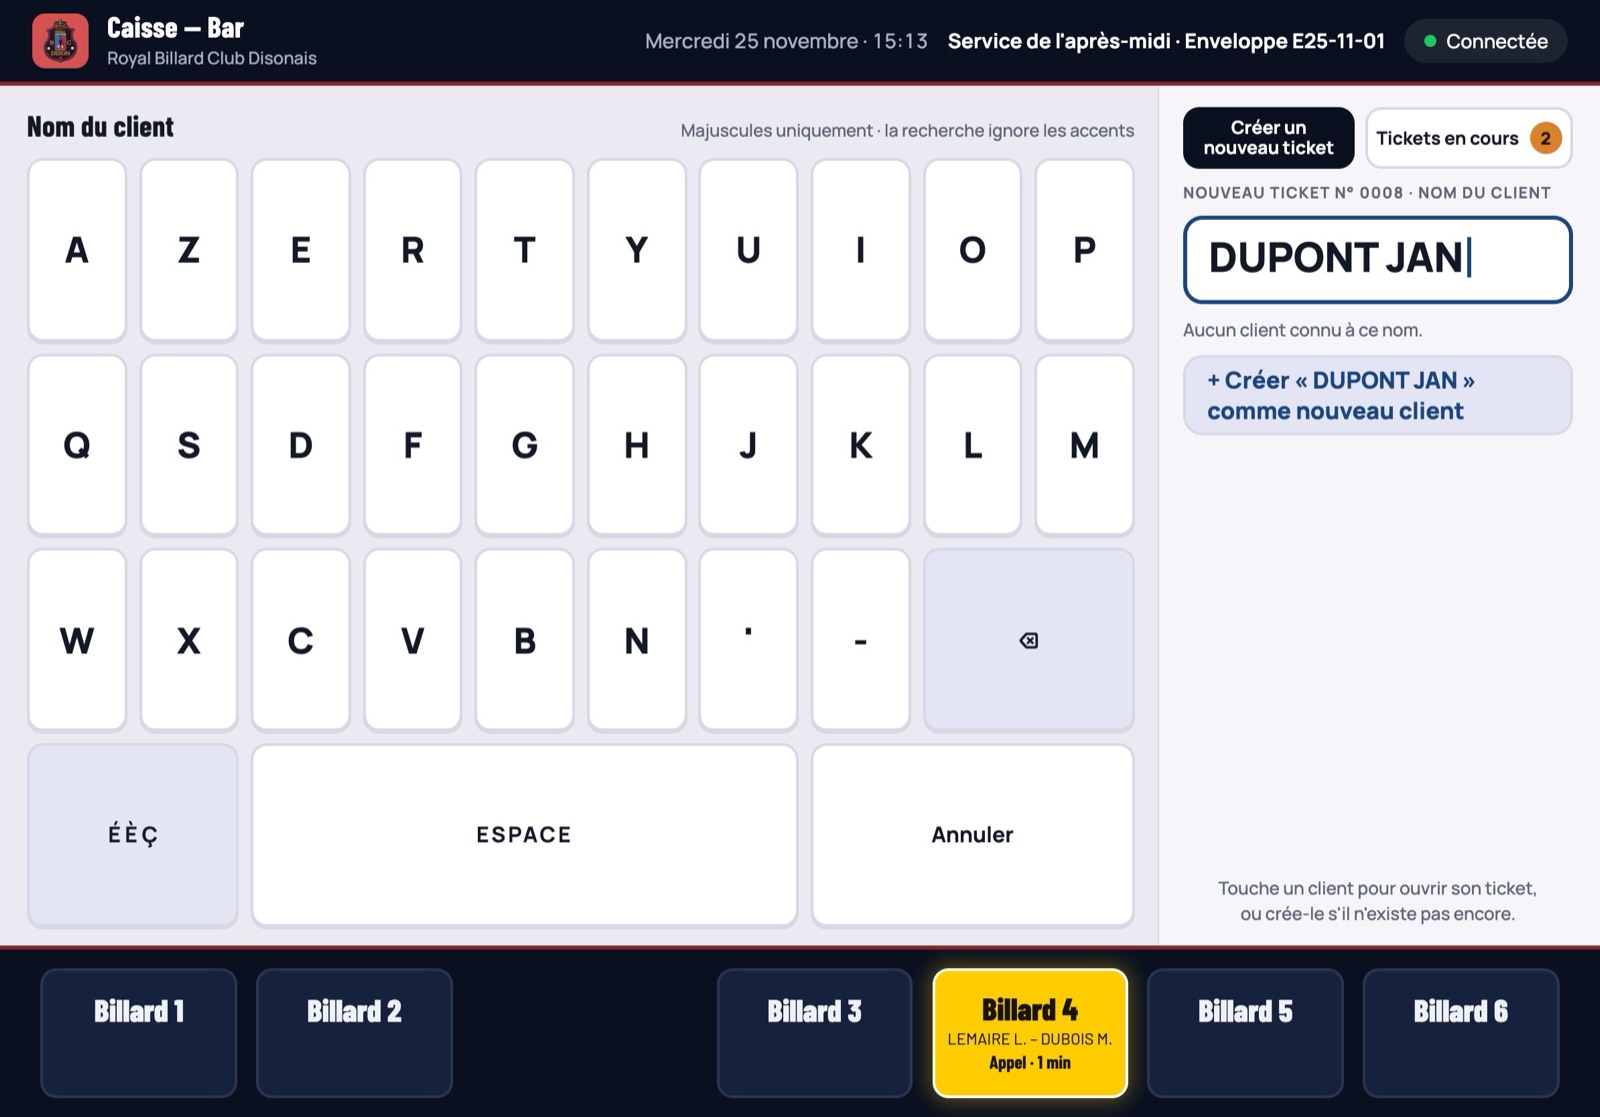 Caisse – Bar
Royal Billard Club Disonais
Mercredi 25 novembre · 15:13
Service de l'après-midi · Enveloppe E25-11-01
Connectée
Nom du client
Majuscules uniquement · la recherche ignore les accents
A Z E R T Y U I O P
Q S D F G H J K L M
W X C V B N ' -
ÉÈÇ
ESPACE
Annuler
Créer un
nouveau ticket
Tickets en cours 2
NOUVEAU TICKET N° 0008 · NOM DU CLIENT
DUPONT JAN
Aucun client connu à ce nom.
+ Créer « DUPONT JAN »
comme nouveau client
Touche un client pour ouvrir son ticket,
ou crée-le s'il n'existe pas encore.
Billard 1
Billard 2
Billard 3
Billard 4
LEMAIRE L. – DUBOIS M.
Appel · 1 min
Billard 5
Billard 6